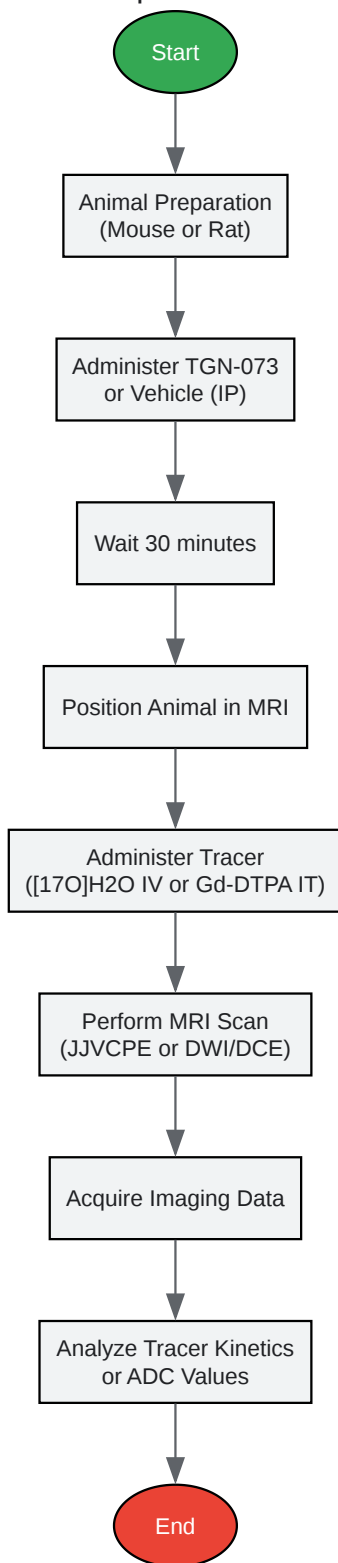 Start
Animal Preparation
(Mouse or Rat)
Administer TGN-073
or Vehicle (IP)
Wait 30 minutes
Position Animal in MRI
Administer Tracer
([17O]H2O IV or Gd-DTPA IT)
Perform MRI Scan
(JJVCPE or DWI/DCE)
Acquire Imaging Data
Analyze Tracer Kinetics
or ADC Values
End